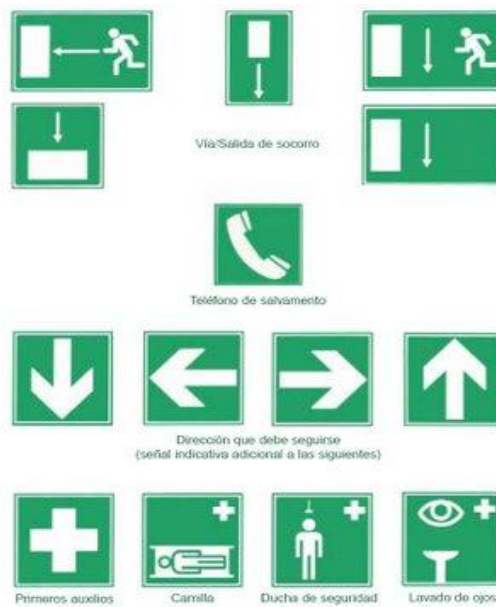 Vía/Salida de socorro
Teléfono de salvamento
Dirección que debe seguirse
(señal indicativa adicional a las siguientes)
Primeros auxilios
Camilla
Ducha de seguridad
Lavado de ojos